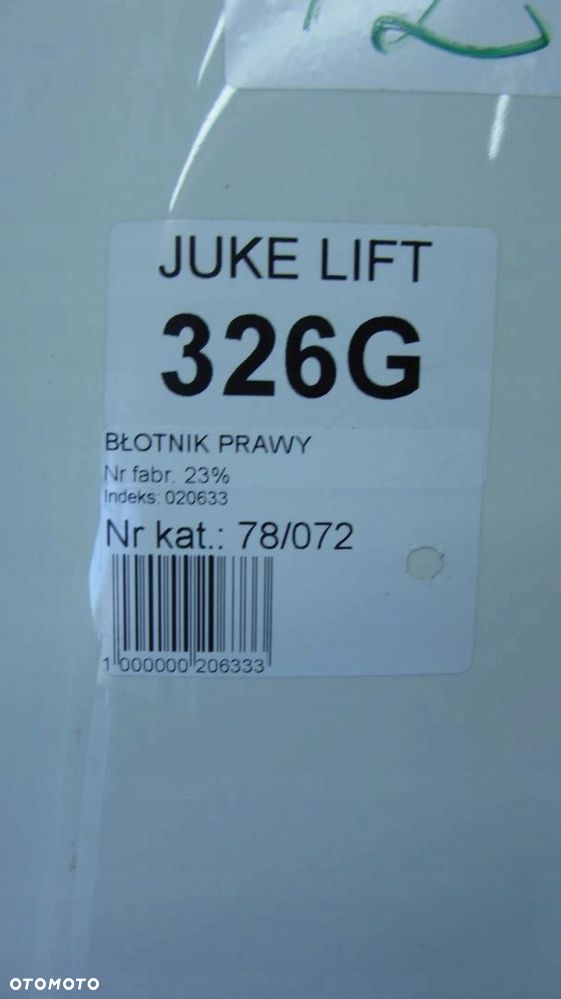 JUKE LIFT
326G
BŁOTNIK PRAWY
Nr fabr. 23%
Indeks: 020633
Nr kat.: 78/072
1 000000 206333
OTOMOTO